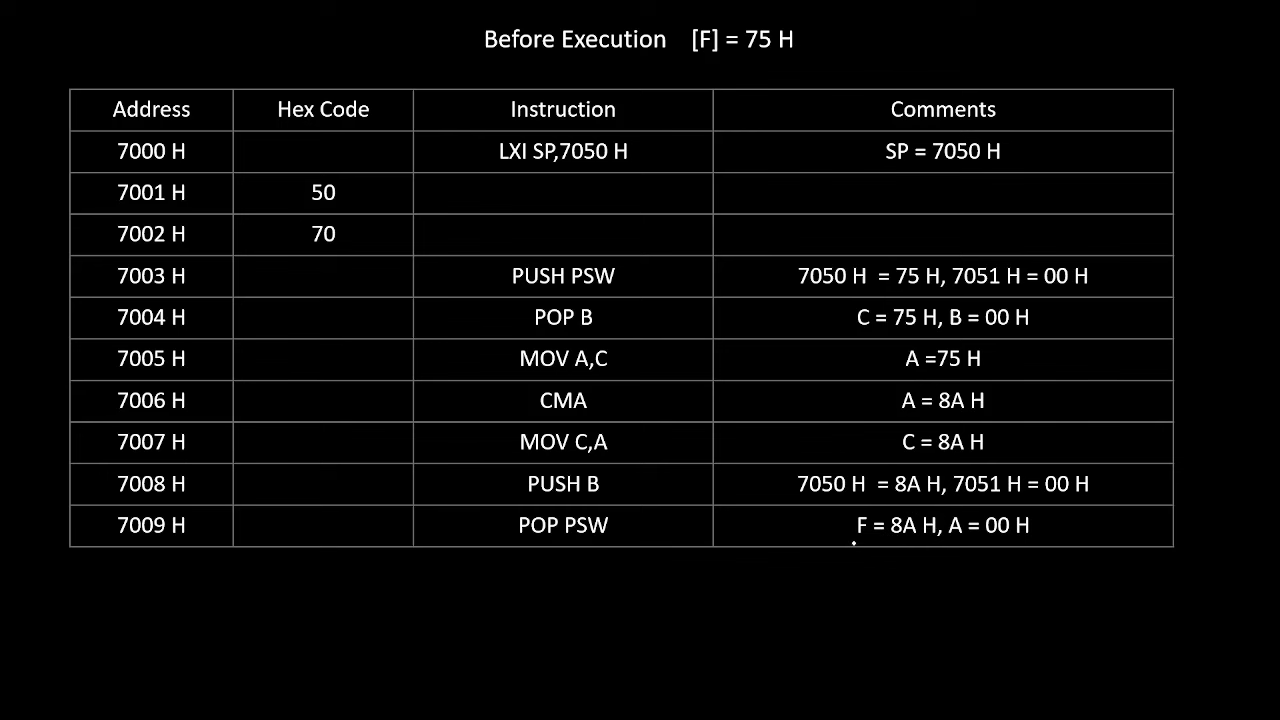 Before Execution [F] = 75 H
Address Hex Code Instruction Comments
7000 H LXI SP,7050 H SP = 7050 H
7001 H 50
7002 H 70
7003 H PUSH PSW 7050 H = 75 H, 7051 H = 00 H
7004 H POP B C = 75 H, B = 00 H
7005 H MOV A,C A =75 H
7006 H CMA A = 8A H
7007 H MOV C,A C = 8A H
7008 H PUSH B 7050 H = 8A H, 7051 H = 00 H
7009 H POP PSW F = 8A H, A = 00 H